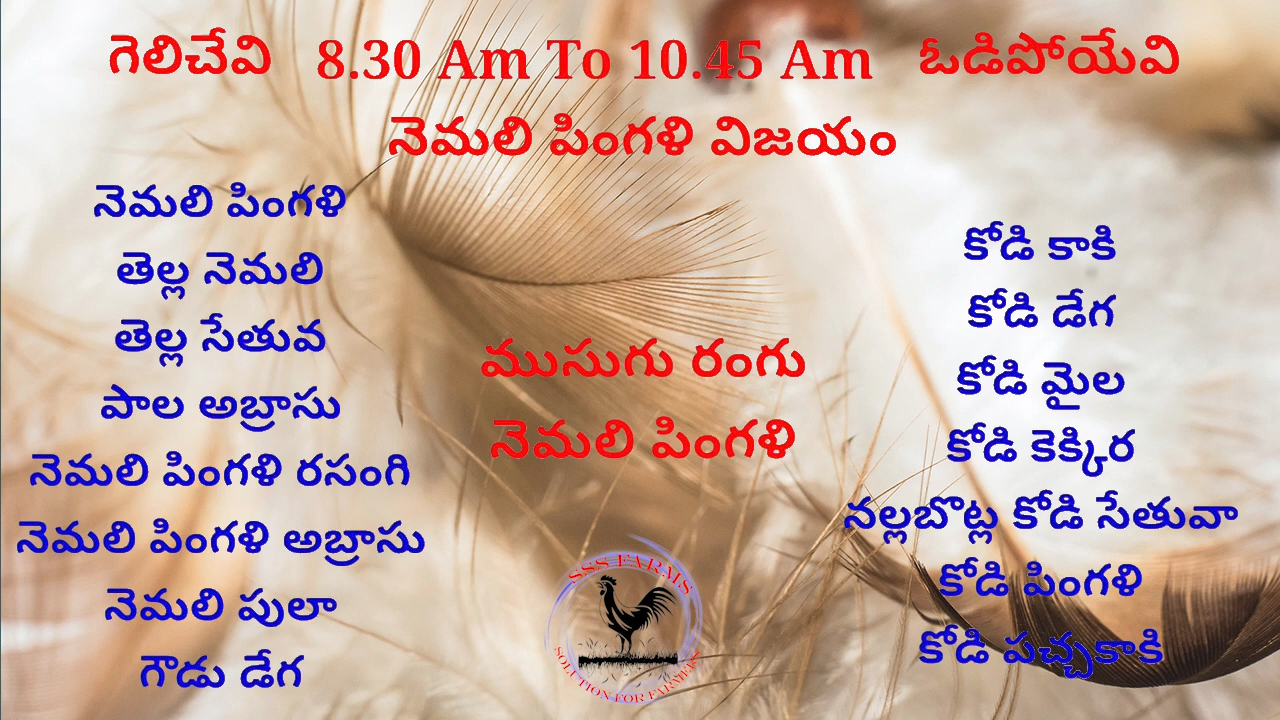 గెలిచేవి 8.30 Am To 10.45 Am ఓడిపోయేవి
నెమలి పింగళి విజయం
నెమలి పింగళి
తెల్ల నెమలి
తెల్ల సేతువ
పాల అబ్రాసు
నెమలి పింగళి రసంగి
నెమలి పింగళి అబ్రాసు
నెమలి పులా
గౌడు డేగ
ముసుగు రంగు
నెమలి పింగళి
కోడి కాకి
కోడి డేగ
కోడి మైల
కోడి కెక్కిర
నల్లబొట్ల కోడి సేతువా
కోడి పింగళి
కోడి పచ్చకాకి
SSS FARMS
SOLUTION FOR FARMERS